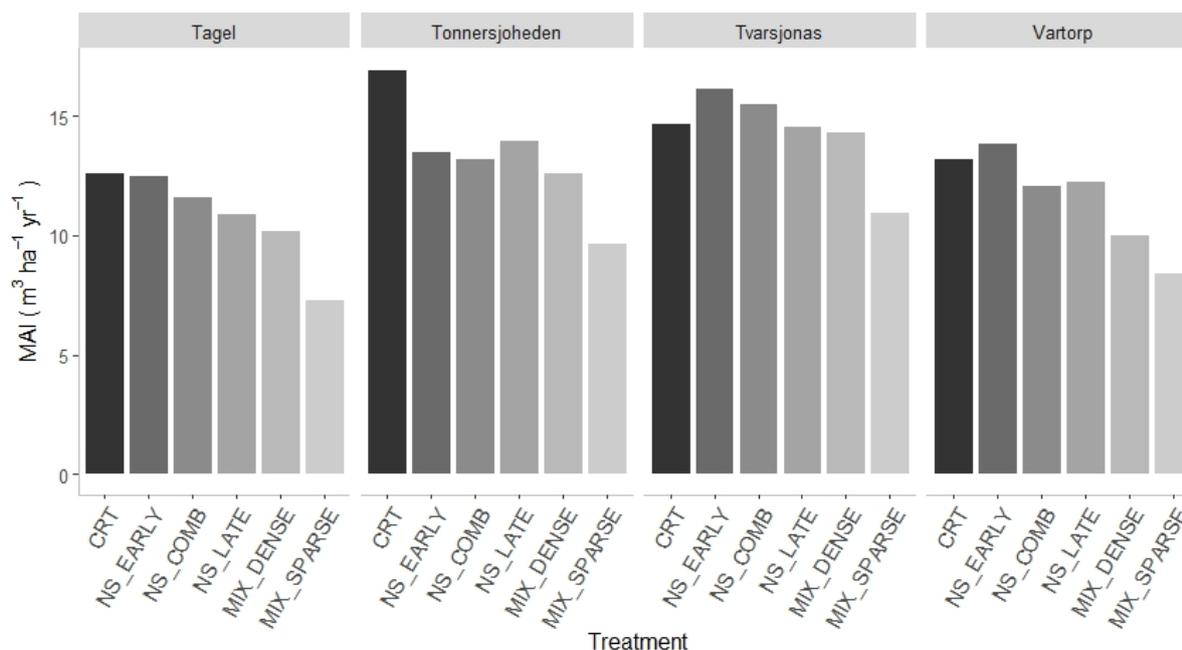 Tagel Tonnersjoheden Tvarsjonas Vartorp
MAI ( m³ ha⁻¹ yr⁻¹ )
15
10
5
0
CRT NS_EARLY NS_COMB NS_LATE MIX_DENSE MIX_SPARSE CRT NS_EARLY NS_COMB NS_LATE MIX_DENSE MIX_SPARSE CRT NS_EARLY NS_COMB NS_LATE MIX_DENSE MIX_SPARSE CRT NS_EARLY NS_COMB NS_LATE MIX_DENSE MIX_SPARSE
Treatment